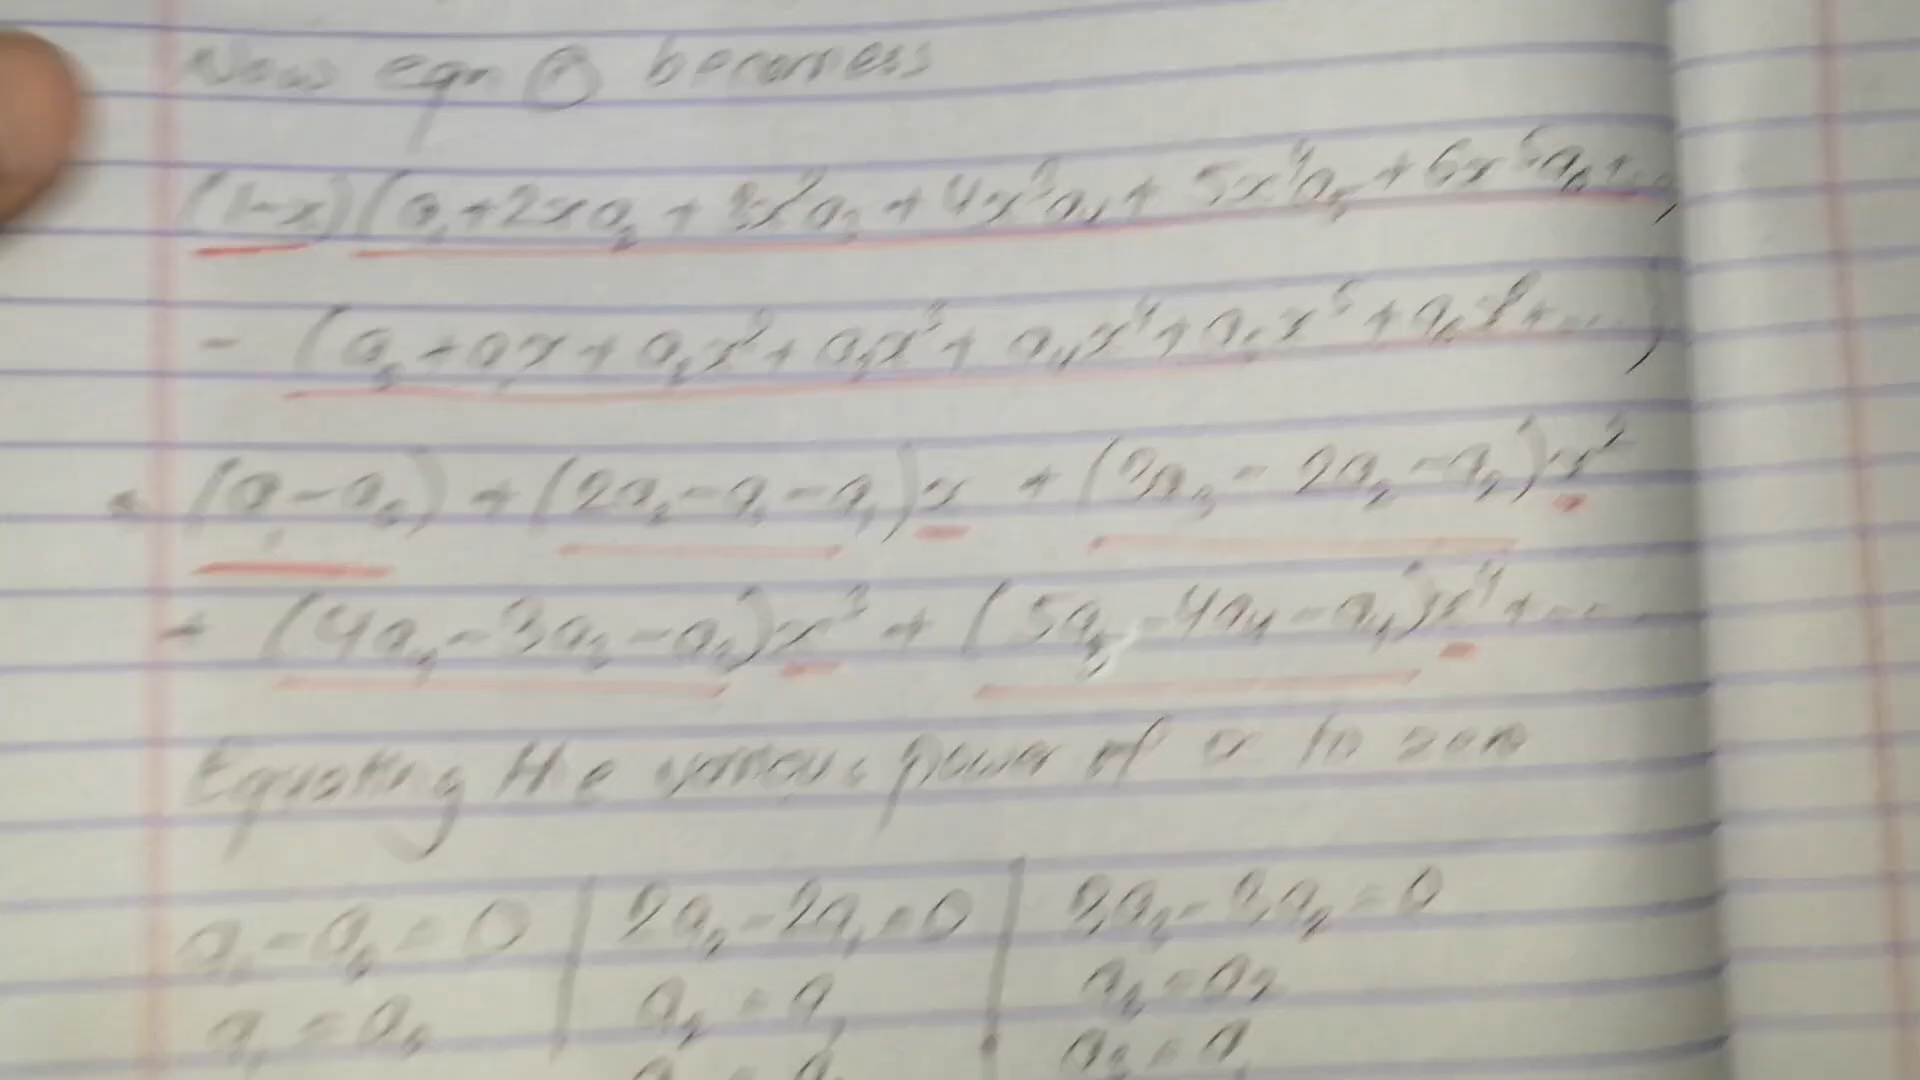 Now eqn ① becomess
(1-x)(a₁+2xa₂+3x²a₃+4x³a₄+5x⁴a₅+6x⁵a₆+...)
- (a₀+a₁x+a₂x²+a₃x³+a₄x⁴+a₅x⁵+a₆x⁶+....)
(a₁-a₀)+(2a₂-a₁-a₁)x+(3a₃-2a₂-a₂)x²
+(4a₄-3a₃-a₃)x³+(5a₅-4a₄-a₄)x⁴+....
Equating the various power of x to zero
a₁-a₀=0 | 2a₂-2a₁=0 | 3a₃-3a₂=0
a₁=a₀ | a₂=a₁ | a₃=a₂